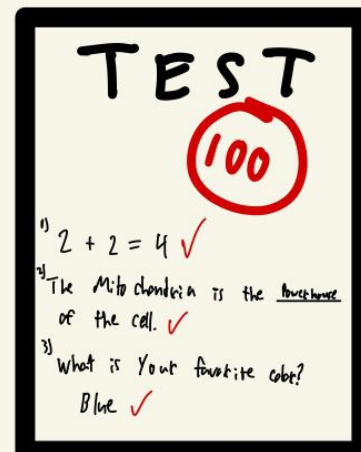 TEST
100
1) 2 + 2 = 4 ✓
2) The Mitochondria is the Powerhouse
of the cell. ✓
3) What is Your favorite color?
Blue ✓